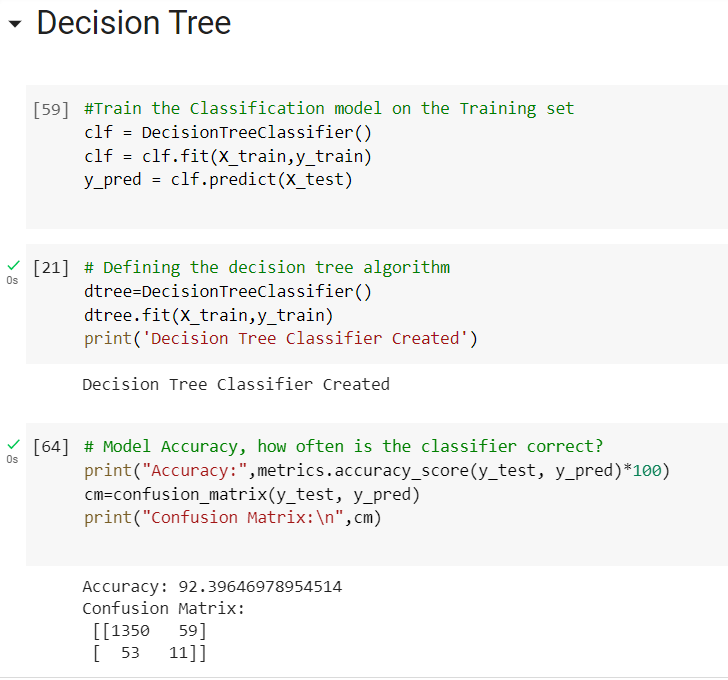 Decision Tree
[59] #Train the Classification model on the Training set
clf = DecisionTreeClassifier()
clf = clf.fit(X_train,y_train)
y_pred = clf.predict(X_test)
0s [21] # Defining the decision tree algorithm
dtree=DecisionTreeClassifier()
dtree.fit(X_train,y_train)
print('Decision Tree Classifier Created')
Decision Tree Classifier Created
0s [64] # Model Accuracy, how often is the classifier correct?
print("Accuracy:",metrics.accuracy_score(y_test, y_pred)*100)
cm=confusion_matrix(y_test, y_pred)
print("Confusion Matrix:\n",cm)
Accuracy: 92.39646978954514
Confusion Matrix:
[[1350 59]
[ 53 11]]